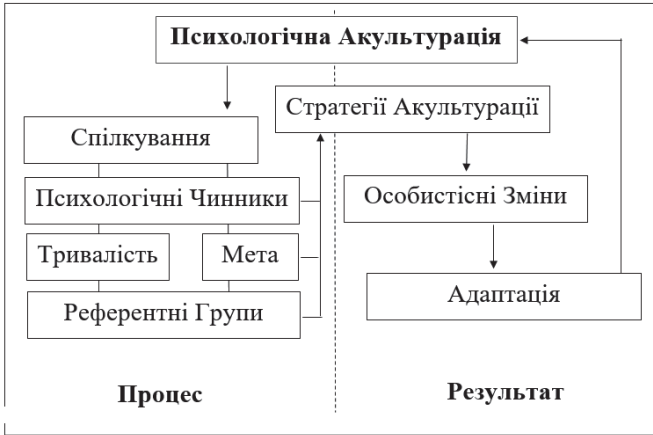 Психологічна Акультурація
Стратегії Акультурації
Спілкування
Психологічні Чинники
Особистісні Зміни
Тривалість
Мета
Адаптація
Референтні Групи
Процес
Результат